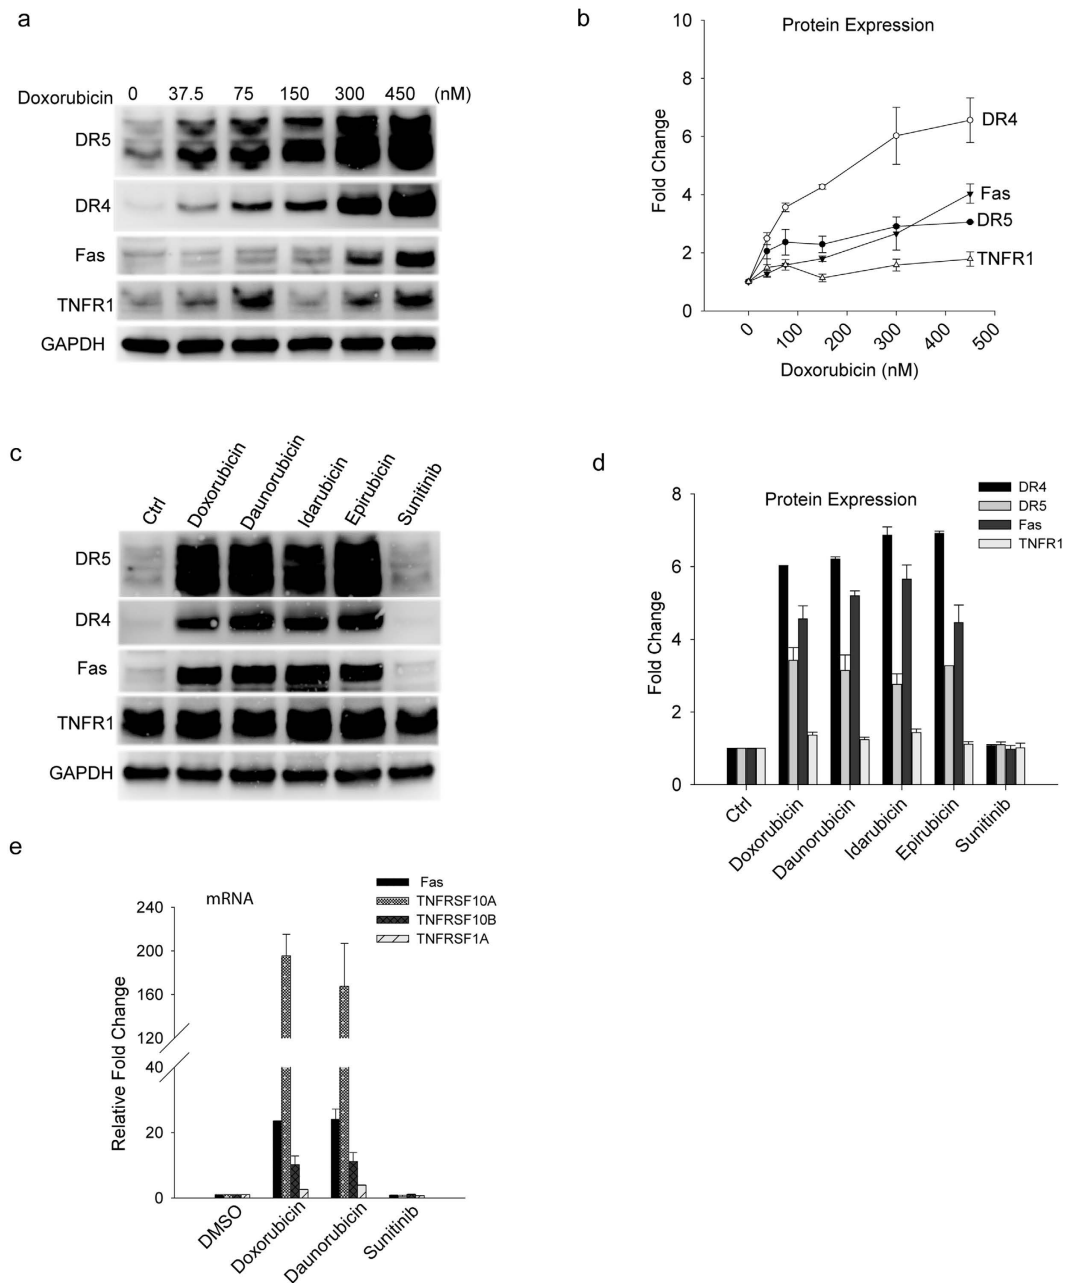 a
Doxorubicin 0 37.5 75 150 300 450 (nM)
DR5
DR4
Fas
TNFR1
GAPDH
b
Protein Expression
Fold Change
10
8
6
4
2
0
DR4
Fas
DR5
TNFR1
0 100 200 300 400 500
Doxorubicin (nM)
c
Ctrl Doxorubicin Daunorubicin Idarubicin Epirubicin Sunitinib
DR5
DR4
Fas
TNFR1
GAPDH
d
Protein Expression
DR4
DR5
Fas
TNFR1
Fold Change
8
6
4
2
0
Ctrl Doxorubicin Daunorubicin Idarubicin Epirubicin Sunitinib
e
mRNA
Fas
TNFRSF10A
TNFRSF10B
TNFRSF1A
Relative Fold Change
240
200
160
120
40
20
0
DMSO Doxorubicin Daunorubicin Sunitinib